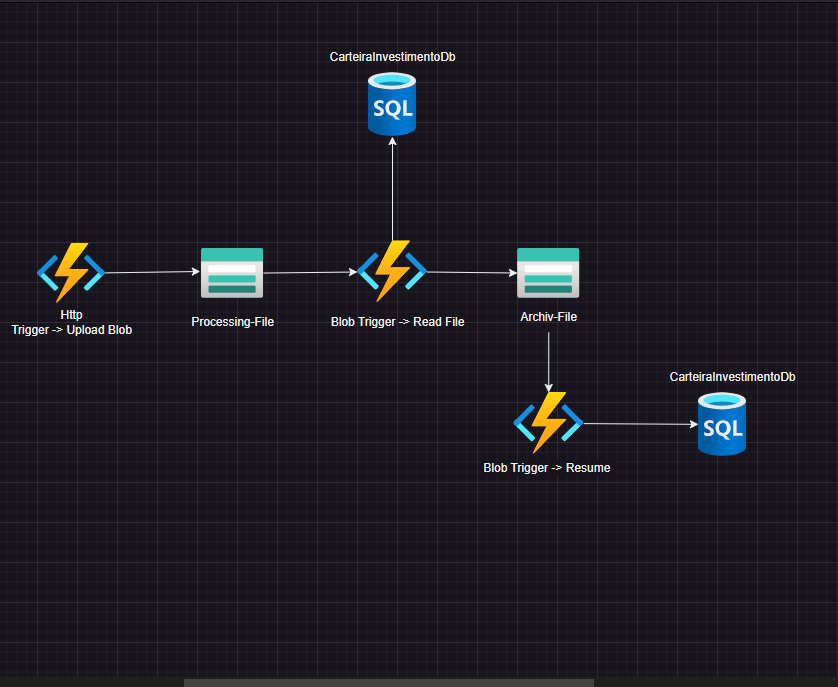 CarteiraInvestimentoDb
SQL
Http
Trigger -> Upload Blob
Processing-File
Blob Trigger -> Read File
Archiv-File
CarteiraInvestimentoDb
SQL
Blob Trigger -> Resume